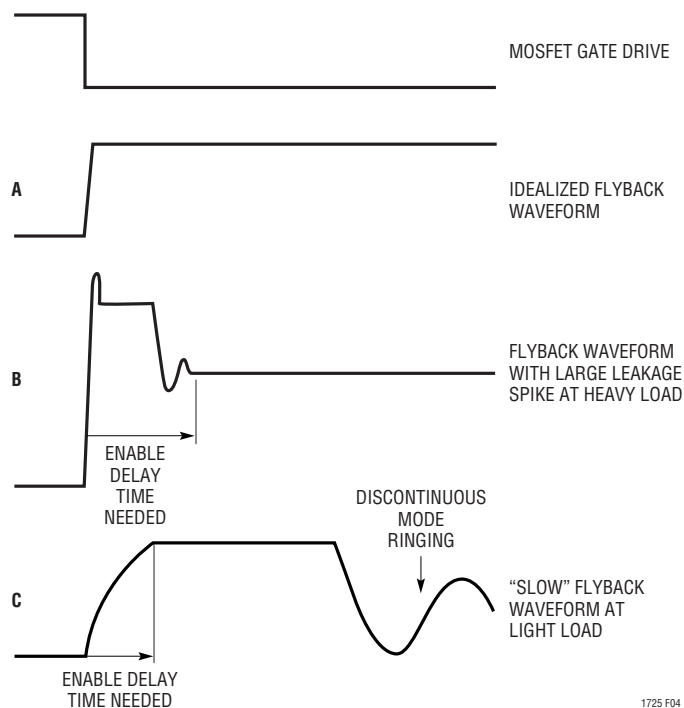 MOSFET GATE DRIVE
A
IDEALIZED FLYBACK
WAVEFORM
B
FLYBACK WAVEFORM
WITH LARGE LEAKAGE
SPIKE AT HEAVY LOAD
ENABLE
DELAY
TIME
NEEDED
DISCONTINUOUS
MODE
RINGING
C
“SLOW” FLYBACK
WAVEFORM AT
LIGHT LOAD
ENABLE DELAY
TIME NEEDED
1725 F04